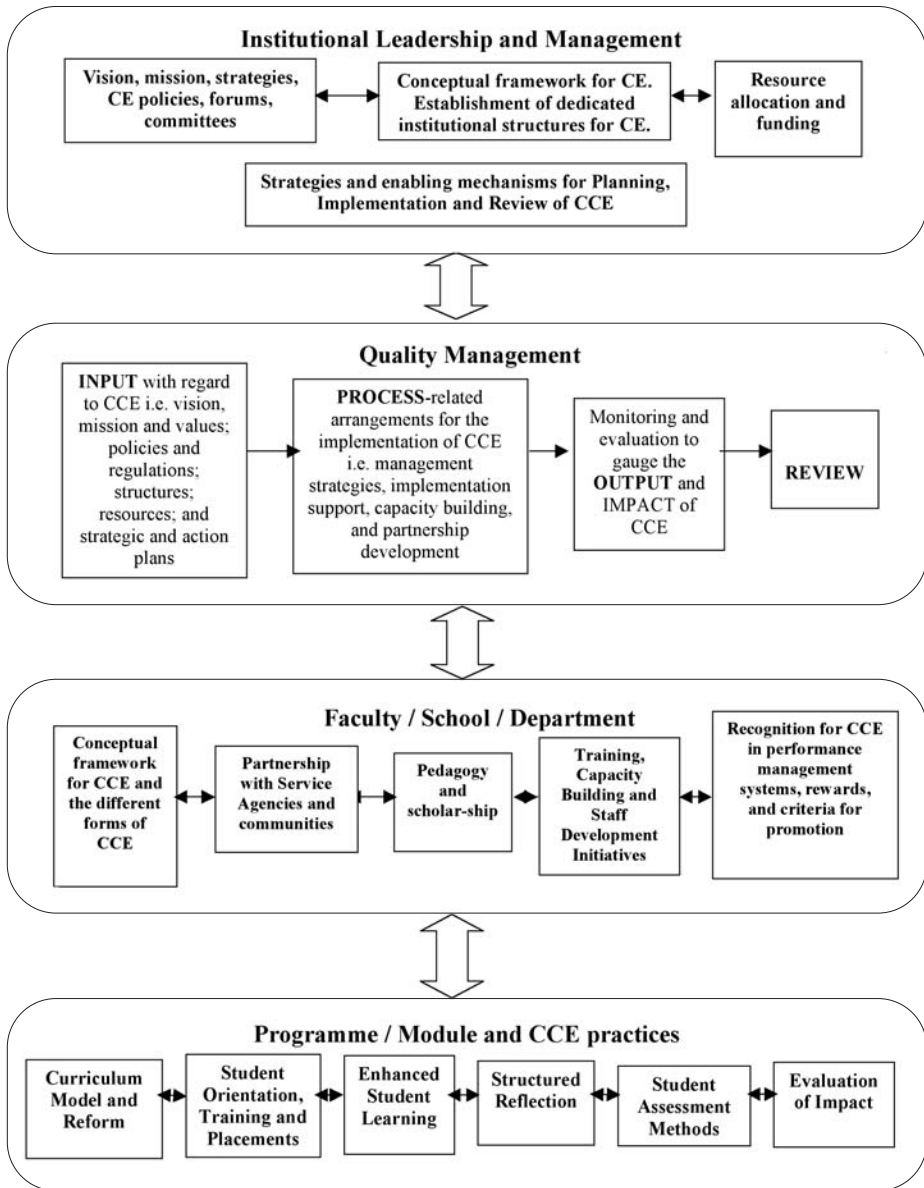 Institutional Leadership and Management
Vision, mission, strategies,
CE policies, forums,
committees
Conceptual framework for CE.
Establishment of dedicated
institutional structures for CE.
Resource
allocation and
funding
Strategies and enabling mechanisms for Planning,
Implementation and Review of CCE
Quality Management
INPUT with regard
to CCE i.e. vision,
mission and values;
policies and
regulations;
structures;
resources; and
strategic and action
plans
PROCESS-related
arrangements for the
implementation of CCE
i.e. management
strategies, implementation
support, capacity building,
and partnership
development
Monitoring and
evaluation to
gauge the
OUTPUT and
IMPACT of
CCE
REVIEW
Faculty / School / Department
Conceptual
framework
for CCE and
the different
forms of
CCE
Partnership
with Service
Agencies and
communities
Pedagogy
and
scholar-ship
Training,
Capacity
Building and
Staff
Development
Initiatives
Recognition for CCE
in performance
management
systems, rewards,
and criteria for
promotion
Programme / Module and CCE practices
Curriculum
Model and
Reform
Student
Orientation,
Training and
Placements
Enhanced
Student
Learning
Structured
Reflection
Student
Assessment
Methods
Evaluation
of Impact